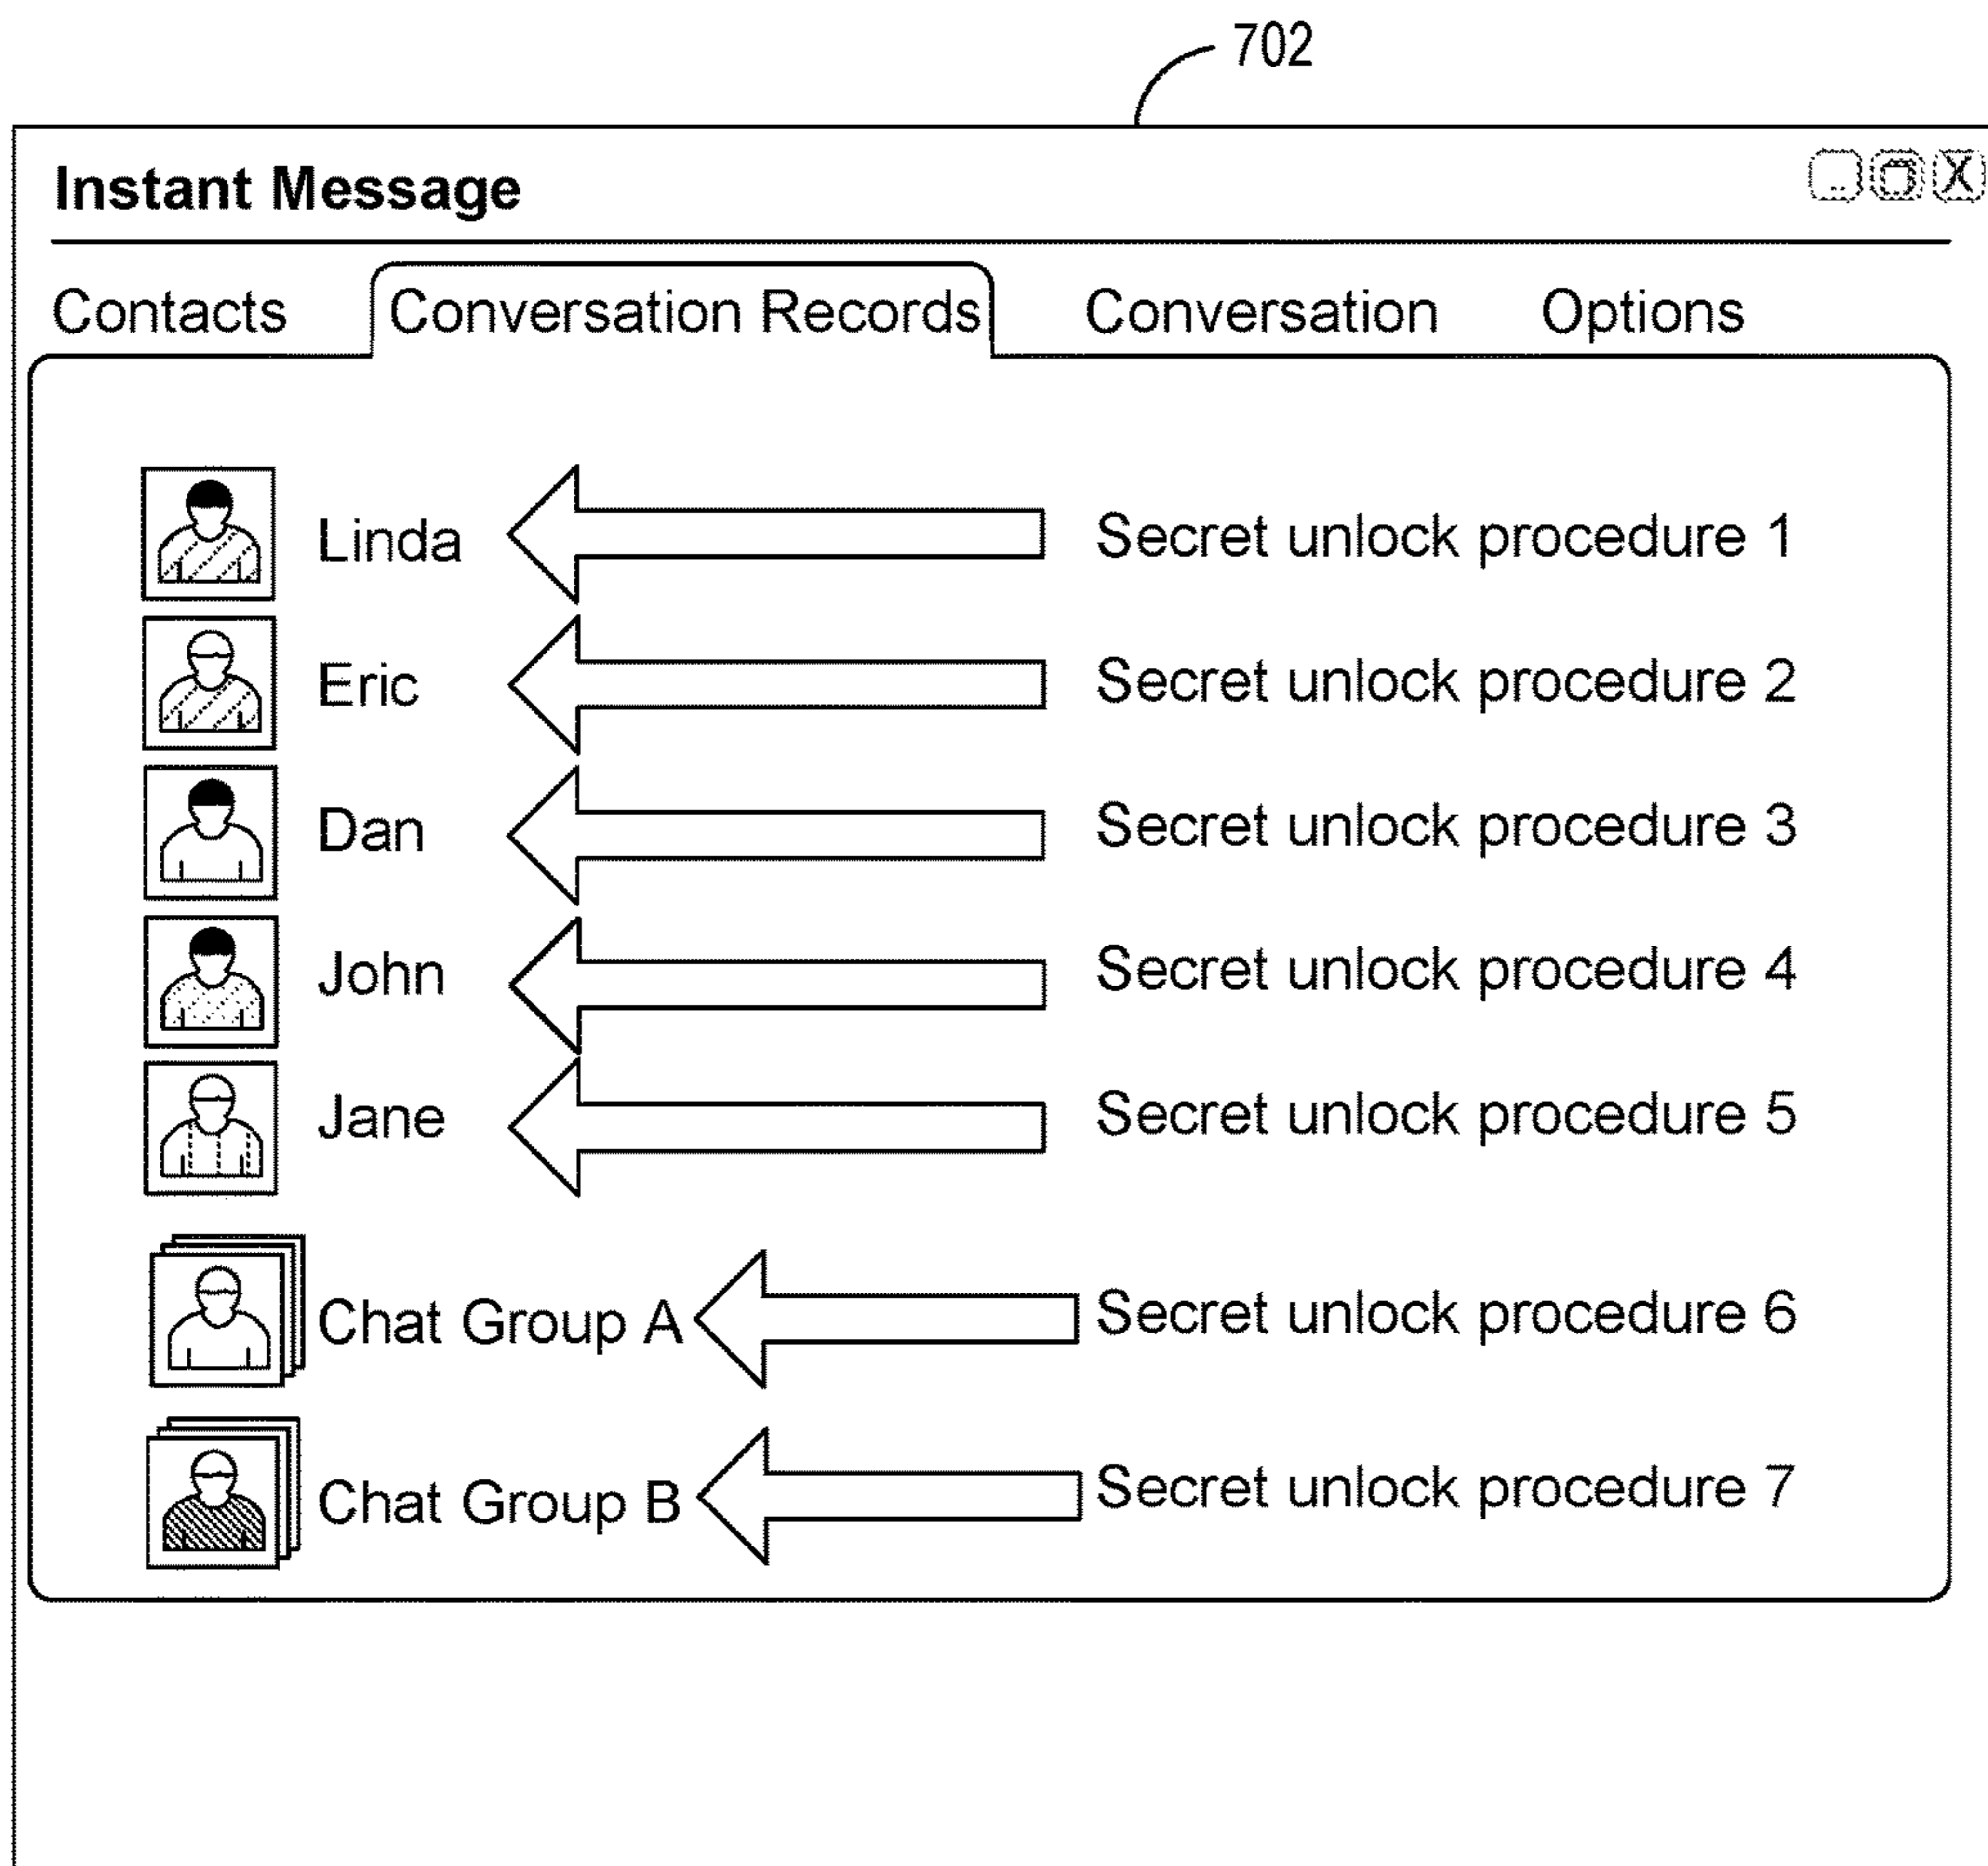 702
Instant Message
Contacts Conversation Records Conversation Options
Linda Secret unlock procedure 1
Eric Secret unlock procedure 2
Dan Secret unlock procedure 3
John Secret unlock procedure 4
Jane Secret unlock procedure 5
Chat Group A Secret unlock procedure 6
Chat Group B Secret unlock procedure 7